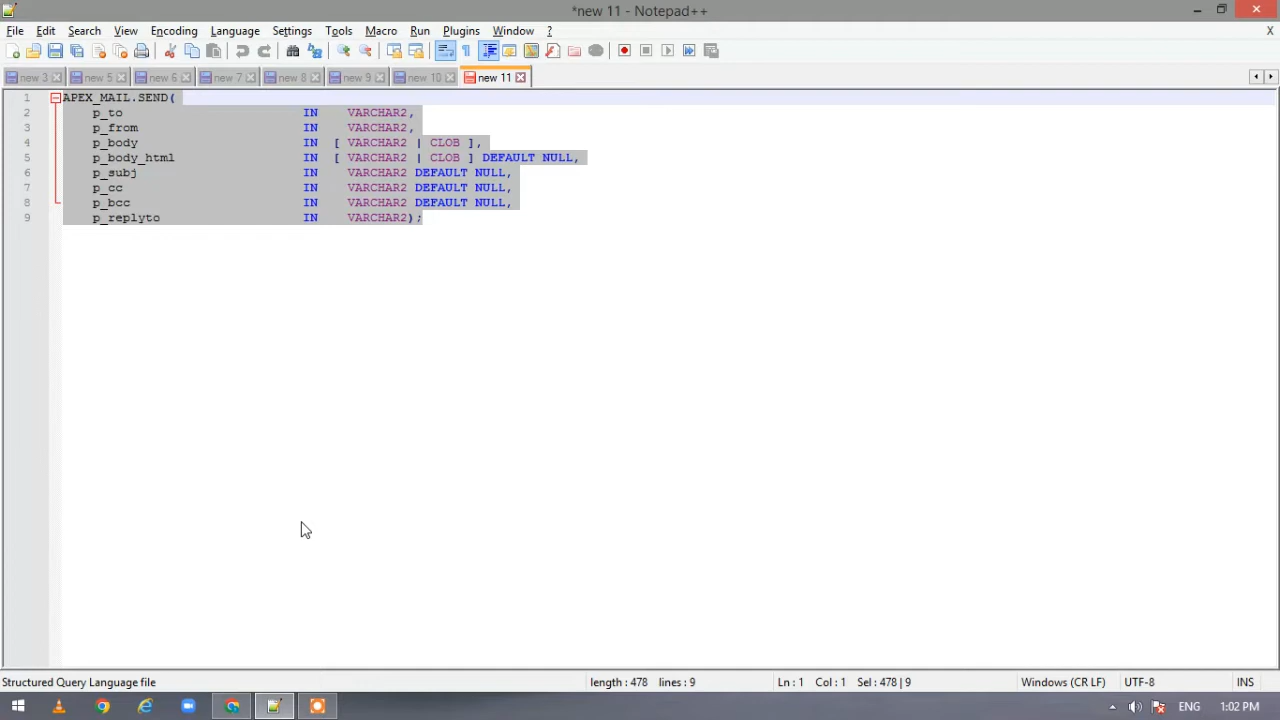 *new 11 - Notepad++
File Edit Search View Encoding Language Settings Tools Macro Run Plugins Window ? X
new 3 new 5 new 6 new 7 new 8 new 9 new 10 new 11
1 APEX_MAIL.SEND(
2 p_to IN VARCHAR2,
3 p_from IN VARCHAR2,
4 p_body IN [ VARCHAR2 | CLOB ],
5 p_body_html IN [ VARCHAR2 | CLOB ] DEFAULT NULL,
6 p_subj IN VARCHAR2 DEFAULT NULL,
7 p_cc IN VARCHAR2 DEFAULT NULL,
8 p_bcc IN VARCHAR2 DEFAULT NULL,
9 p_replyto IN VARCHAR2);
Structured Query Language file length : 478 lines : 9 Ln : 1 Col : 1 Sel : 478 | 9 Windows (CR LF) UTF-8 INS
ENG 1:02 PM